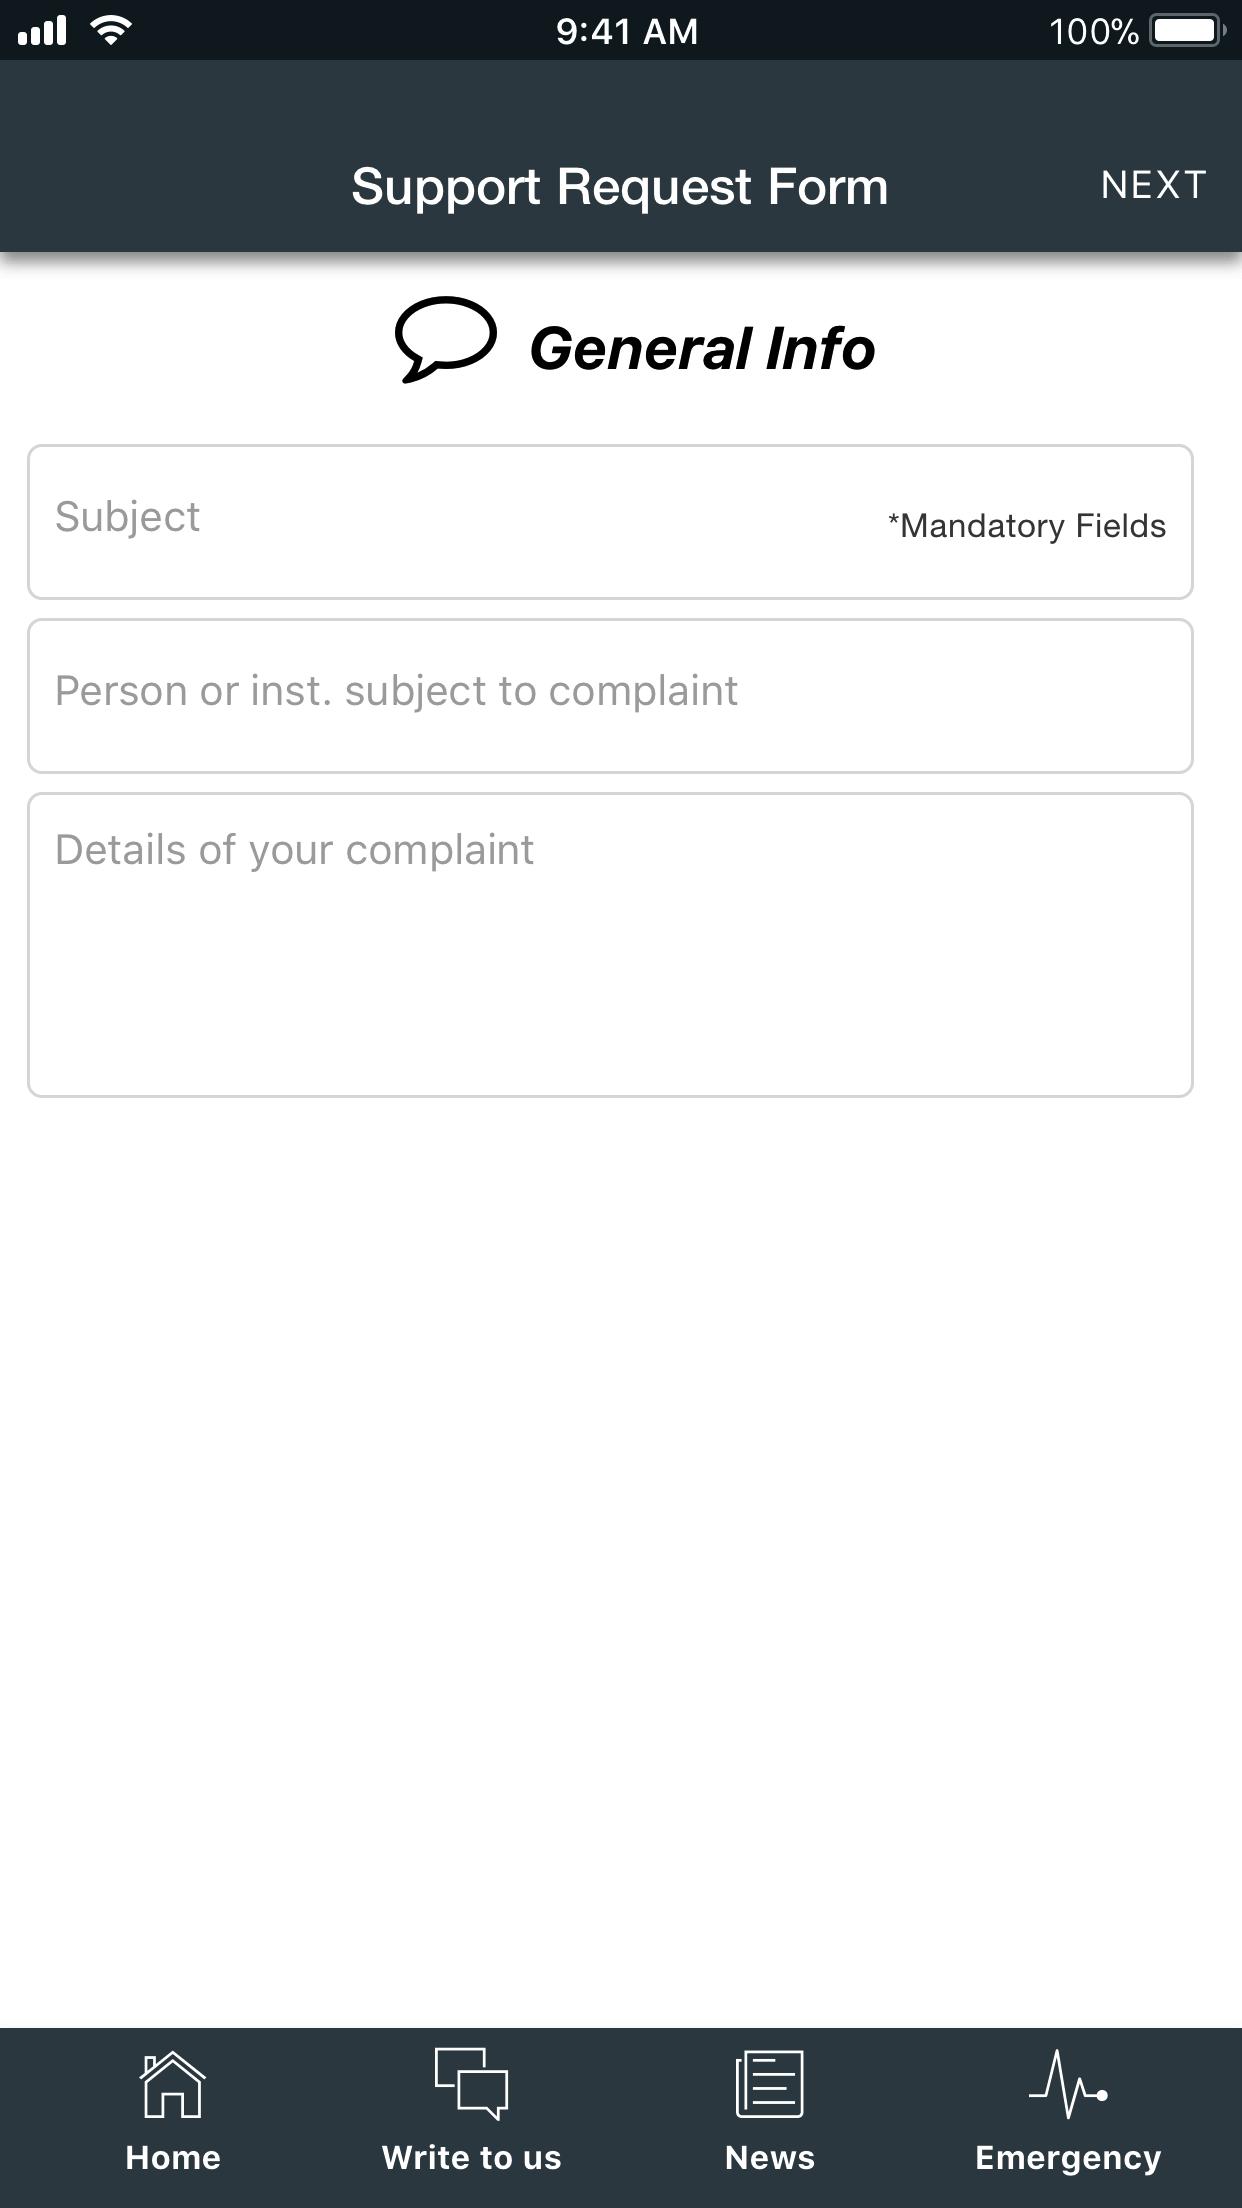 9:41 AM
100%
Support Request Form
NEXT
General Info
Subject
*Mandatory Fields
Person or inst. subject to complaint
Details of your complaint
Home
Write to us
News
Emergency